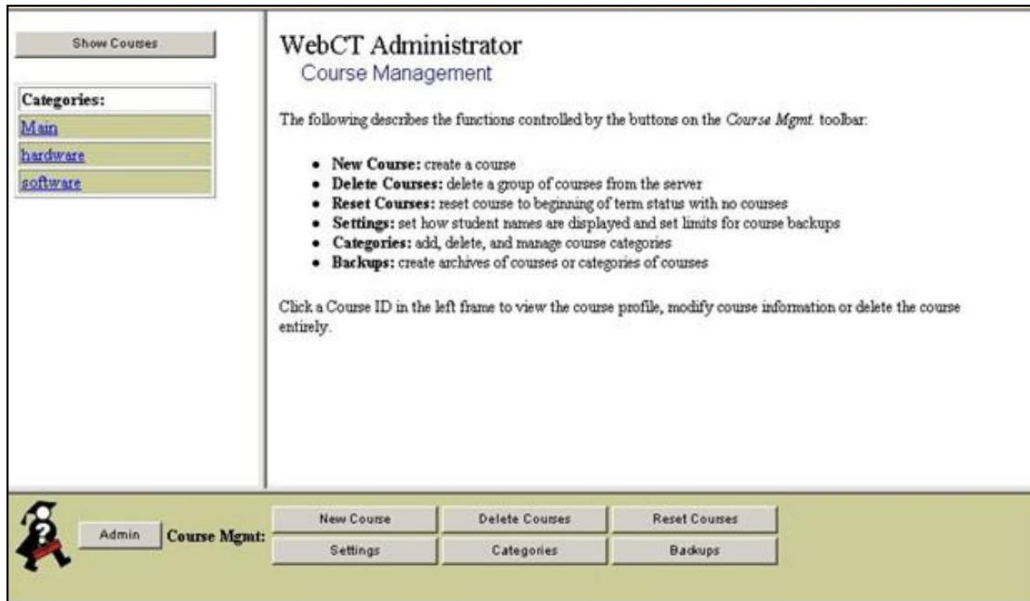 Show Courses
Categories:
Main
hardware
software
WebCT Administrator
Course Management
The following describes the functions controlled by the buttons on the Course Mgmt. toolbar:
• New Course: create a course
• Delete Courses: delete a group of courses from the server
• Reset Courses: reset course to beginning of term status with no courses
• Settings: set how student names are displayed and set limits for course backups
• Categories: add, delete, and manage course categories
• Backups: create archives of courses or categories of courses
Click a Course ID in the left frame to view the course profile, modify course information or delete the course
entirely.
?
Admin Course Mgmt: New Course Delete Courses Reset Courses
Settings Categories Backups